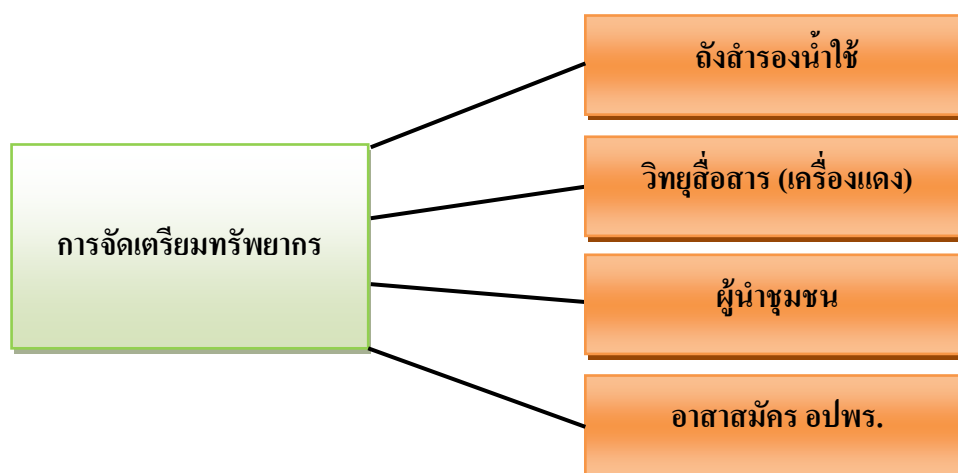 การจัดเตรียมทรัพยากร
ถังสำรองน้ำใช้
วิทยุสื่อสาร (เครื่องแดง)
ผู้นำชุมชน
อาสาสมัคร อปพร.